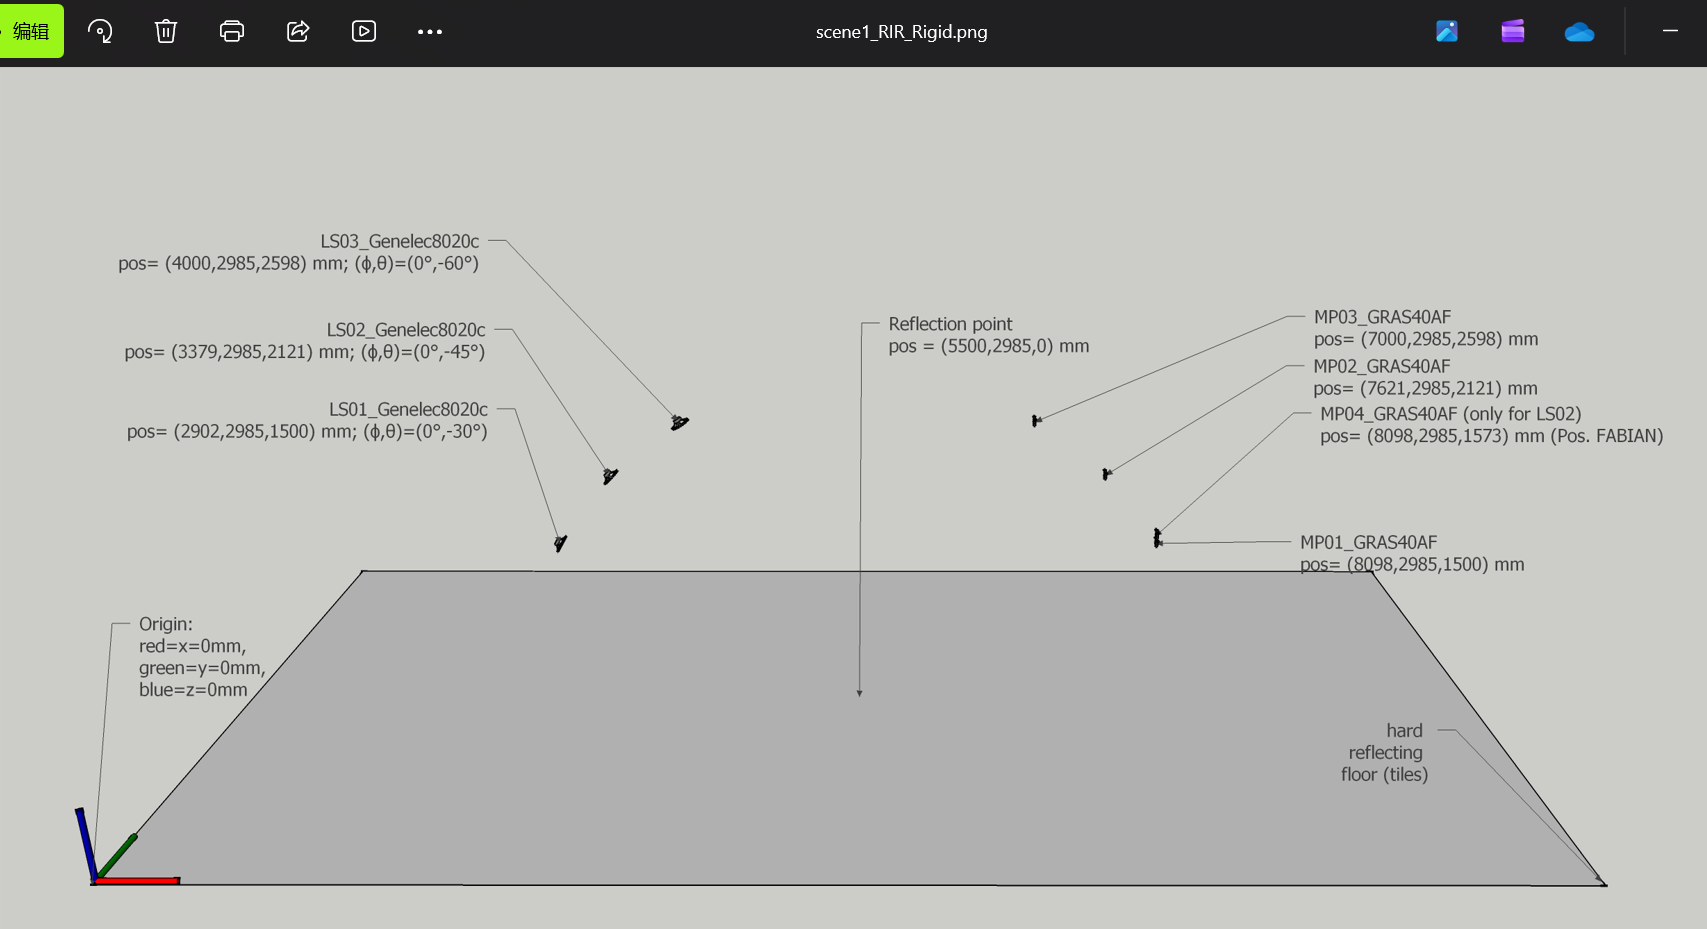 编辑
scene1_RIR_Rigid.png
LS03_Genelec8020c
pos= (4000,2985,2598) mm; (ϕ,θ)=(0°,-60°)
LS02_Genelec8020c
pos= (3379,2985,2121) mm; (ϕ,θ)=(0°,-45°)
LS01_Genelec8020c
pos= (2902,2985,1500) mm; (ϕ,θ)=(0°,-30°)
Reflection point
pos = (5500,2985,0) mm
MP03_GRAS40AF
pos= (7000,2985,2598) mm
MP02_GRAS40AF
pos= (7621,2985,2121) mm
MP04_GRAS40AF (only for LS02)
pos= (8098,2985,1573) mm (Pos. FABIAN)
MP01_GRAS40AF
pos= (8098,2985,1500) mm
Origin:
red=x=0mm,
green=y=0mm,
blue=z=0mm
hard
reflecting
floor (tiles)